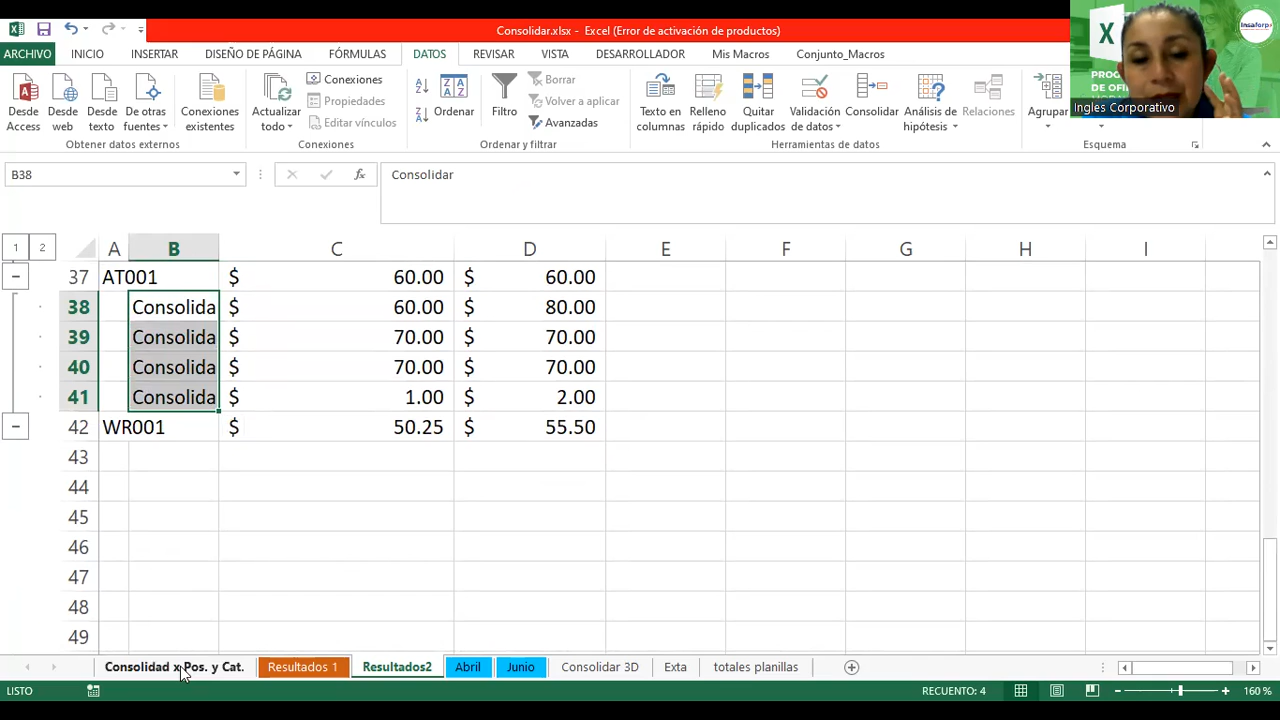 Consolidar.xlsx - Excel (Error de activación de productos)
ARCHIVO INICIO INSERTAR DISEÑO DE PÁGINA FÓRMULAS DATOS REVISAR VISTA DESARROLLADOR Mis Macros Conjunto_Macros
Desde Access
Desde web
Desde texto
De otras fuentes
Conexiones existentes
Actualizar todo
Conexiones
Propiedades
Editar vínculos
Ordenar
Filtro
Borrar
Volver a aplicar
Avanzadas
Texto en columnas
Relleno rápido
Quitar duplicados
Validación de datos
Consolidar
Análisis de hipótesis
Relaciones
Agrupar
Obtener datos externos Conexiones Ordenar y filtrar Herramientas de datos Esquema
Insaforp
X
PROG
DE OFI
Ingles Corporativo
B38 fx Consolidar
1 2 A B C D E F G H I
37 AT001 $ 60.00 $ 60.00
38 Consolida $ 60.00 $ 80.00
39 Consolida $ 70.00 $ 70.00
40 Consolida $ 70.00 $ 70.00
41 Consolida $ 1.00 $ 2.00
42 WR001 $ 50.25 $ 55.50
43
44
45
46
47
48
49
Consolidad x Pos. y Cat. Resultados 1 Resultados2 Abril Junio Consolidar 3D Exta totales planillas
LISTO RECUENTO: 4 160 %